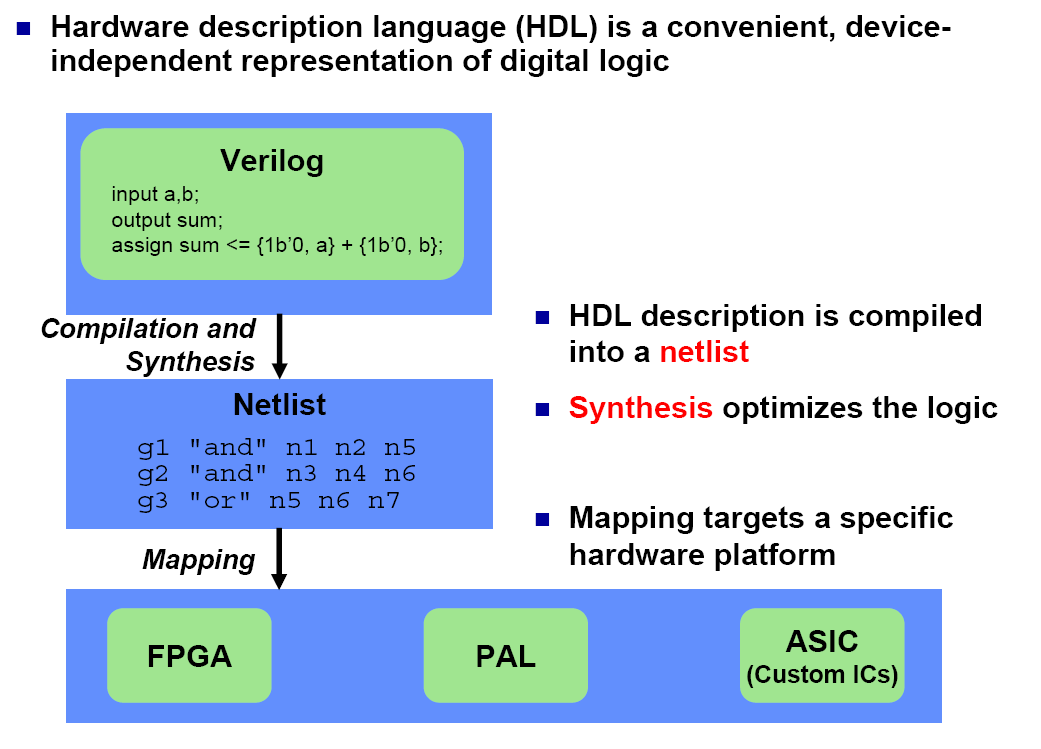 Hardware description language (HDL) is a convenient, device-
independent representation of digital logic
Verilog
input a,b;
output sum;
assign sum <= {1b’0, a} + {1b’0, b};
Compilation and
Synthesis
HDL description is compiled
into a netlist
Synthesis optimizes the logic
Netlist
g1 "and" n1 n2 n5
g2 "and" n3 n4 n6
g3 "or" n5 n6 n7
Mapping
Mapping targets a specific
hardware platform
FPGA
PAL
ASIC
(Custom ICs)